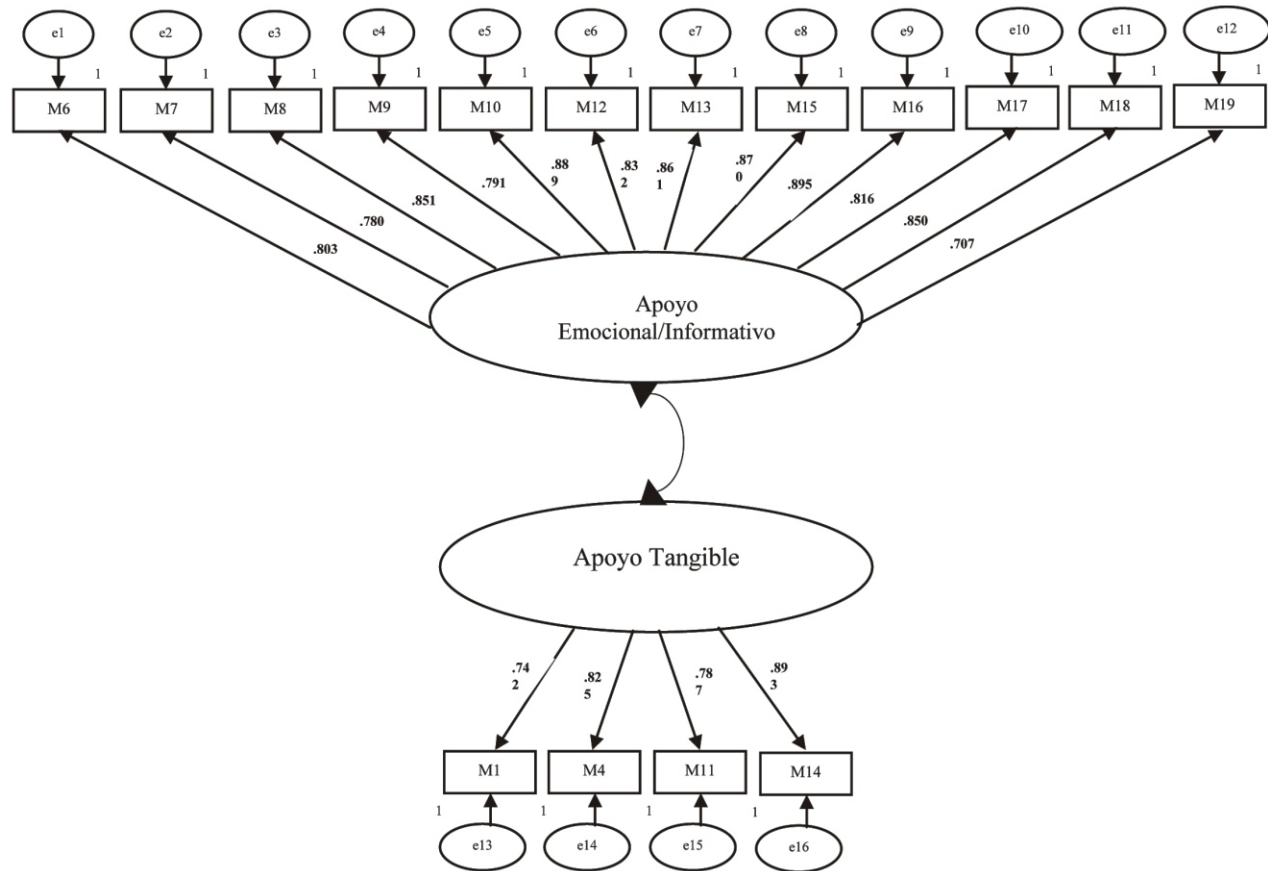 e1 e2 e3 e4 e5 e6 e7 e8 e9 e10 e11 e12
1 1 1 1 1 1 1 1 1 1 1 1
M6 M7 M8 M9 M10 M12 M13 M15 M16 M17 M18 M19
.803
.780
.851
.791
.88
9
.83
2
.86
1
.87
0
.895
.816
.850
.707
Apoyo
Emocional/Informativo
Apoyo Tangible
.74
2
.82
5
.78
7
.89
3
M1 M4 M11 M14
1 1 1 1
e13 e14 e15 e16